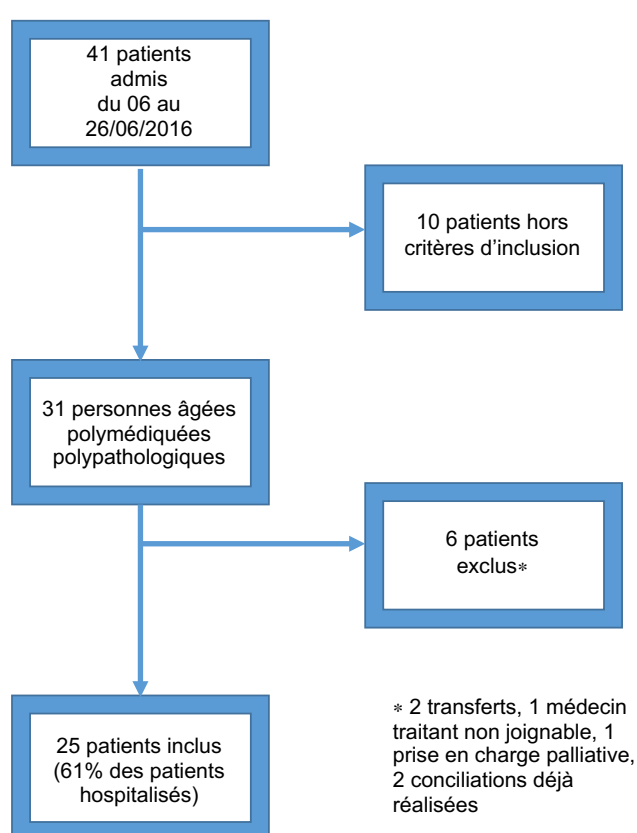 41 patients
admis
du 06 au
26/06/2016
10 patients hors
critères d’inclusion
31 personnes âgées
polymédiquées
polypathologiques
6 patients
exclus∗
25 patients inclus
(61% des patients
hospitalisés)
∗ 2 transferts, 1 médecin
traitant non joignable, 1
prise en charge palliative,
2 conciliations déjà
réalisées